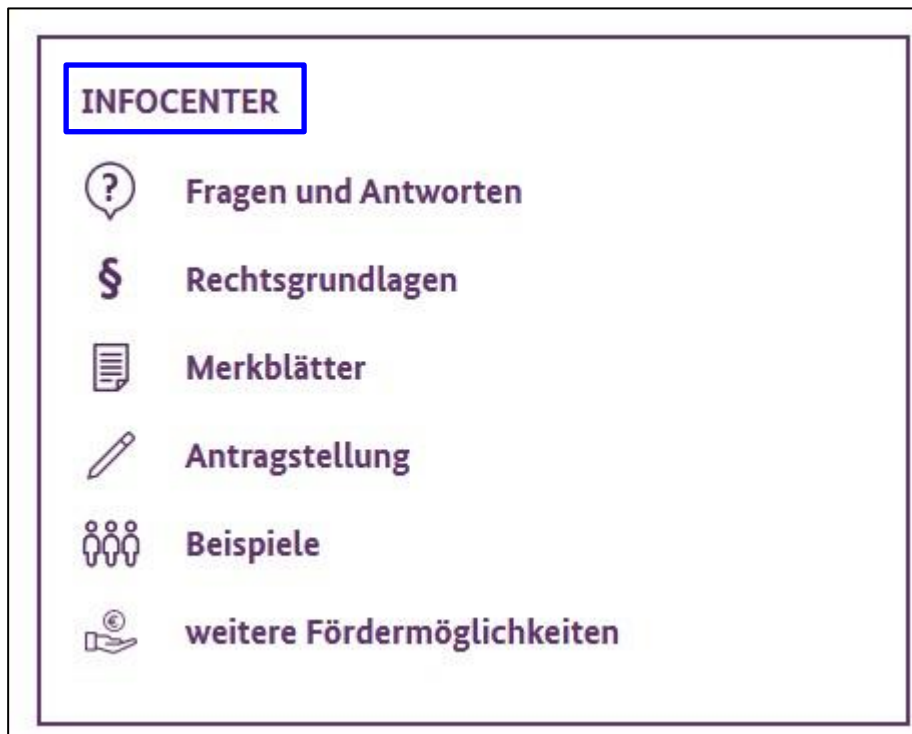 INFOCENTER
Fragen und Antworten
§ Rechtsgrundlagen
Merkblätter
Antragstellung
Beispiele
weitere Fördermöglichkeiten